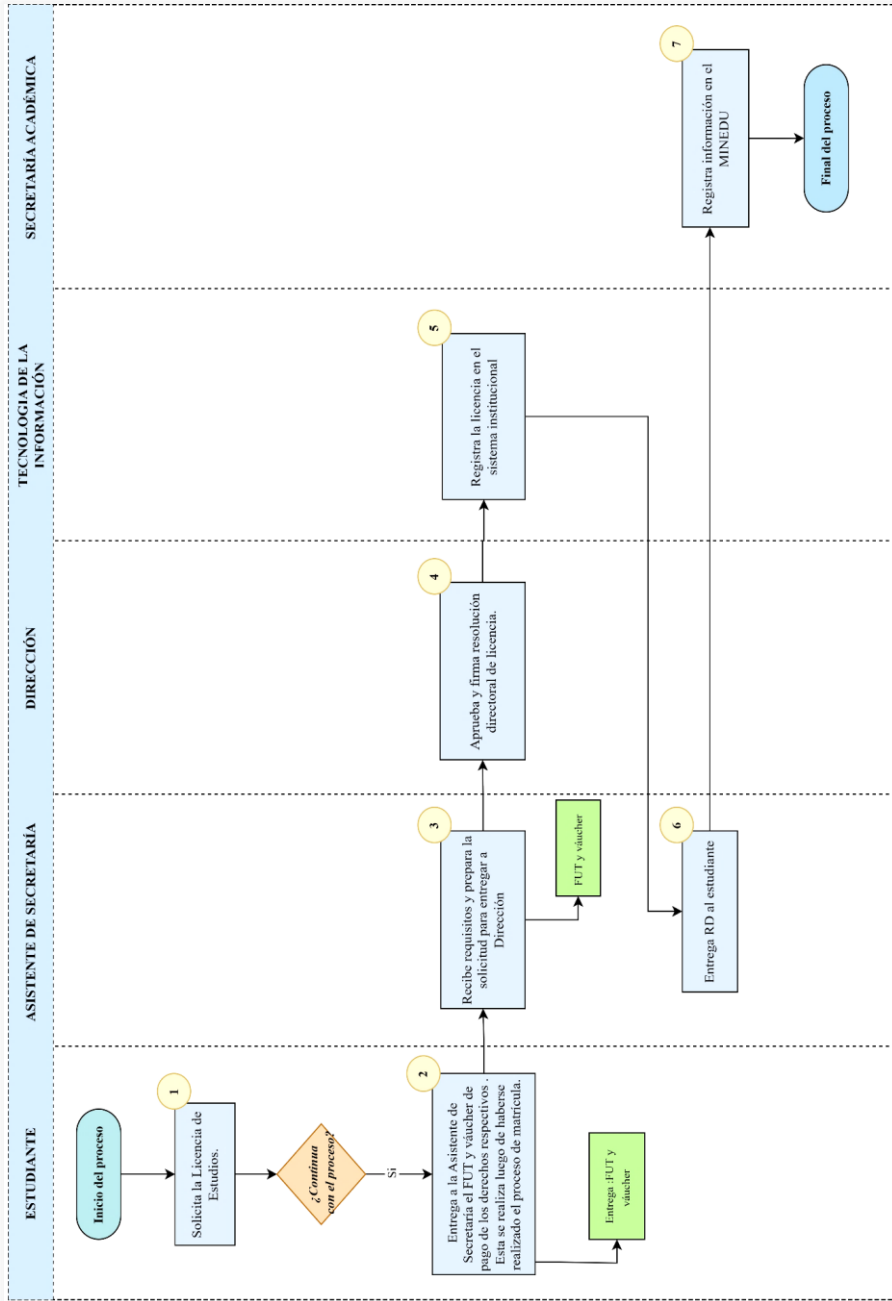 ESTUDIANTE
ASISTENTE DE SECRETARÍA
DIRECCIÓN
TECNOLOGIA DE LA
INFORMACIÓN
SECRETARÍA ACADÉMICA
Inicio del proceso
1
Solicita la Licencia de
Estudios.
¿Continua
con el proceso?
Si
2
Entrega a la Asistente de
Secretaría el FUT y váucher de
pago de los derechos respectivos .
Esta se realiza luego de haberse
realizado el proceso de matrícula.
Entrega :FUT y
váucher
3
Recibe requisitos y prepara la
solicitud para entregar a
Dirección
FUT y váucher
4
Aprueba y firma resolución
directoral de licencia.
5
Registra la licencia en el
sistema institucional
6
Entrega RD al estudiante
7
Registra información en el
MINEDU
Final del proceso